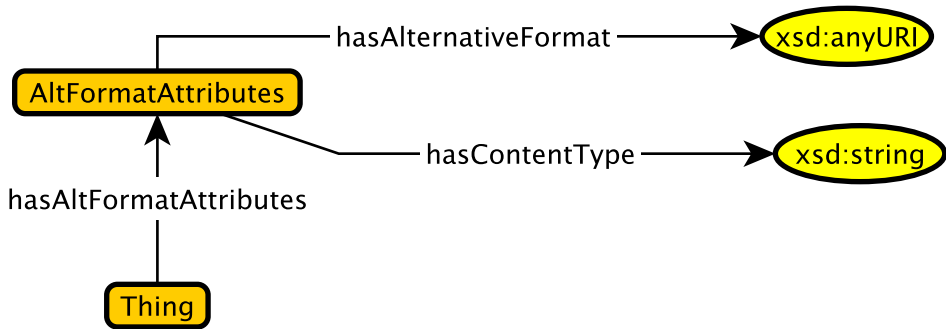 hasAlternativeFormat
xsd:anyURI
AltFormatAttributes
hasContentType
xsd:string
hasAltFormatAttributes
Thing